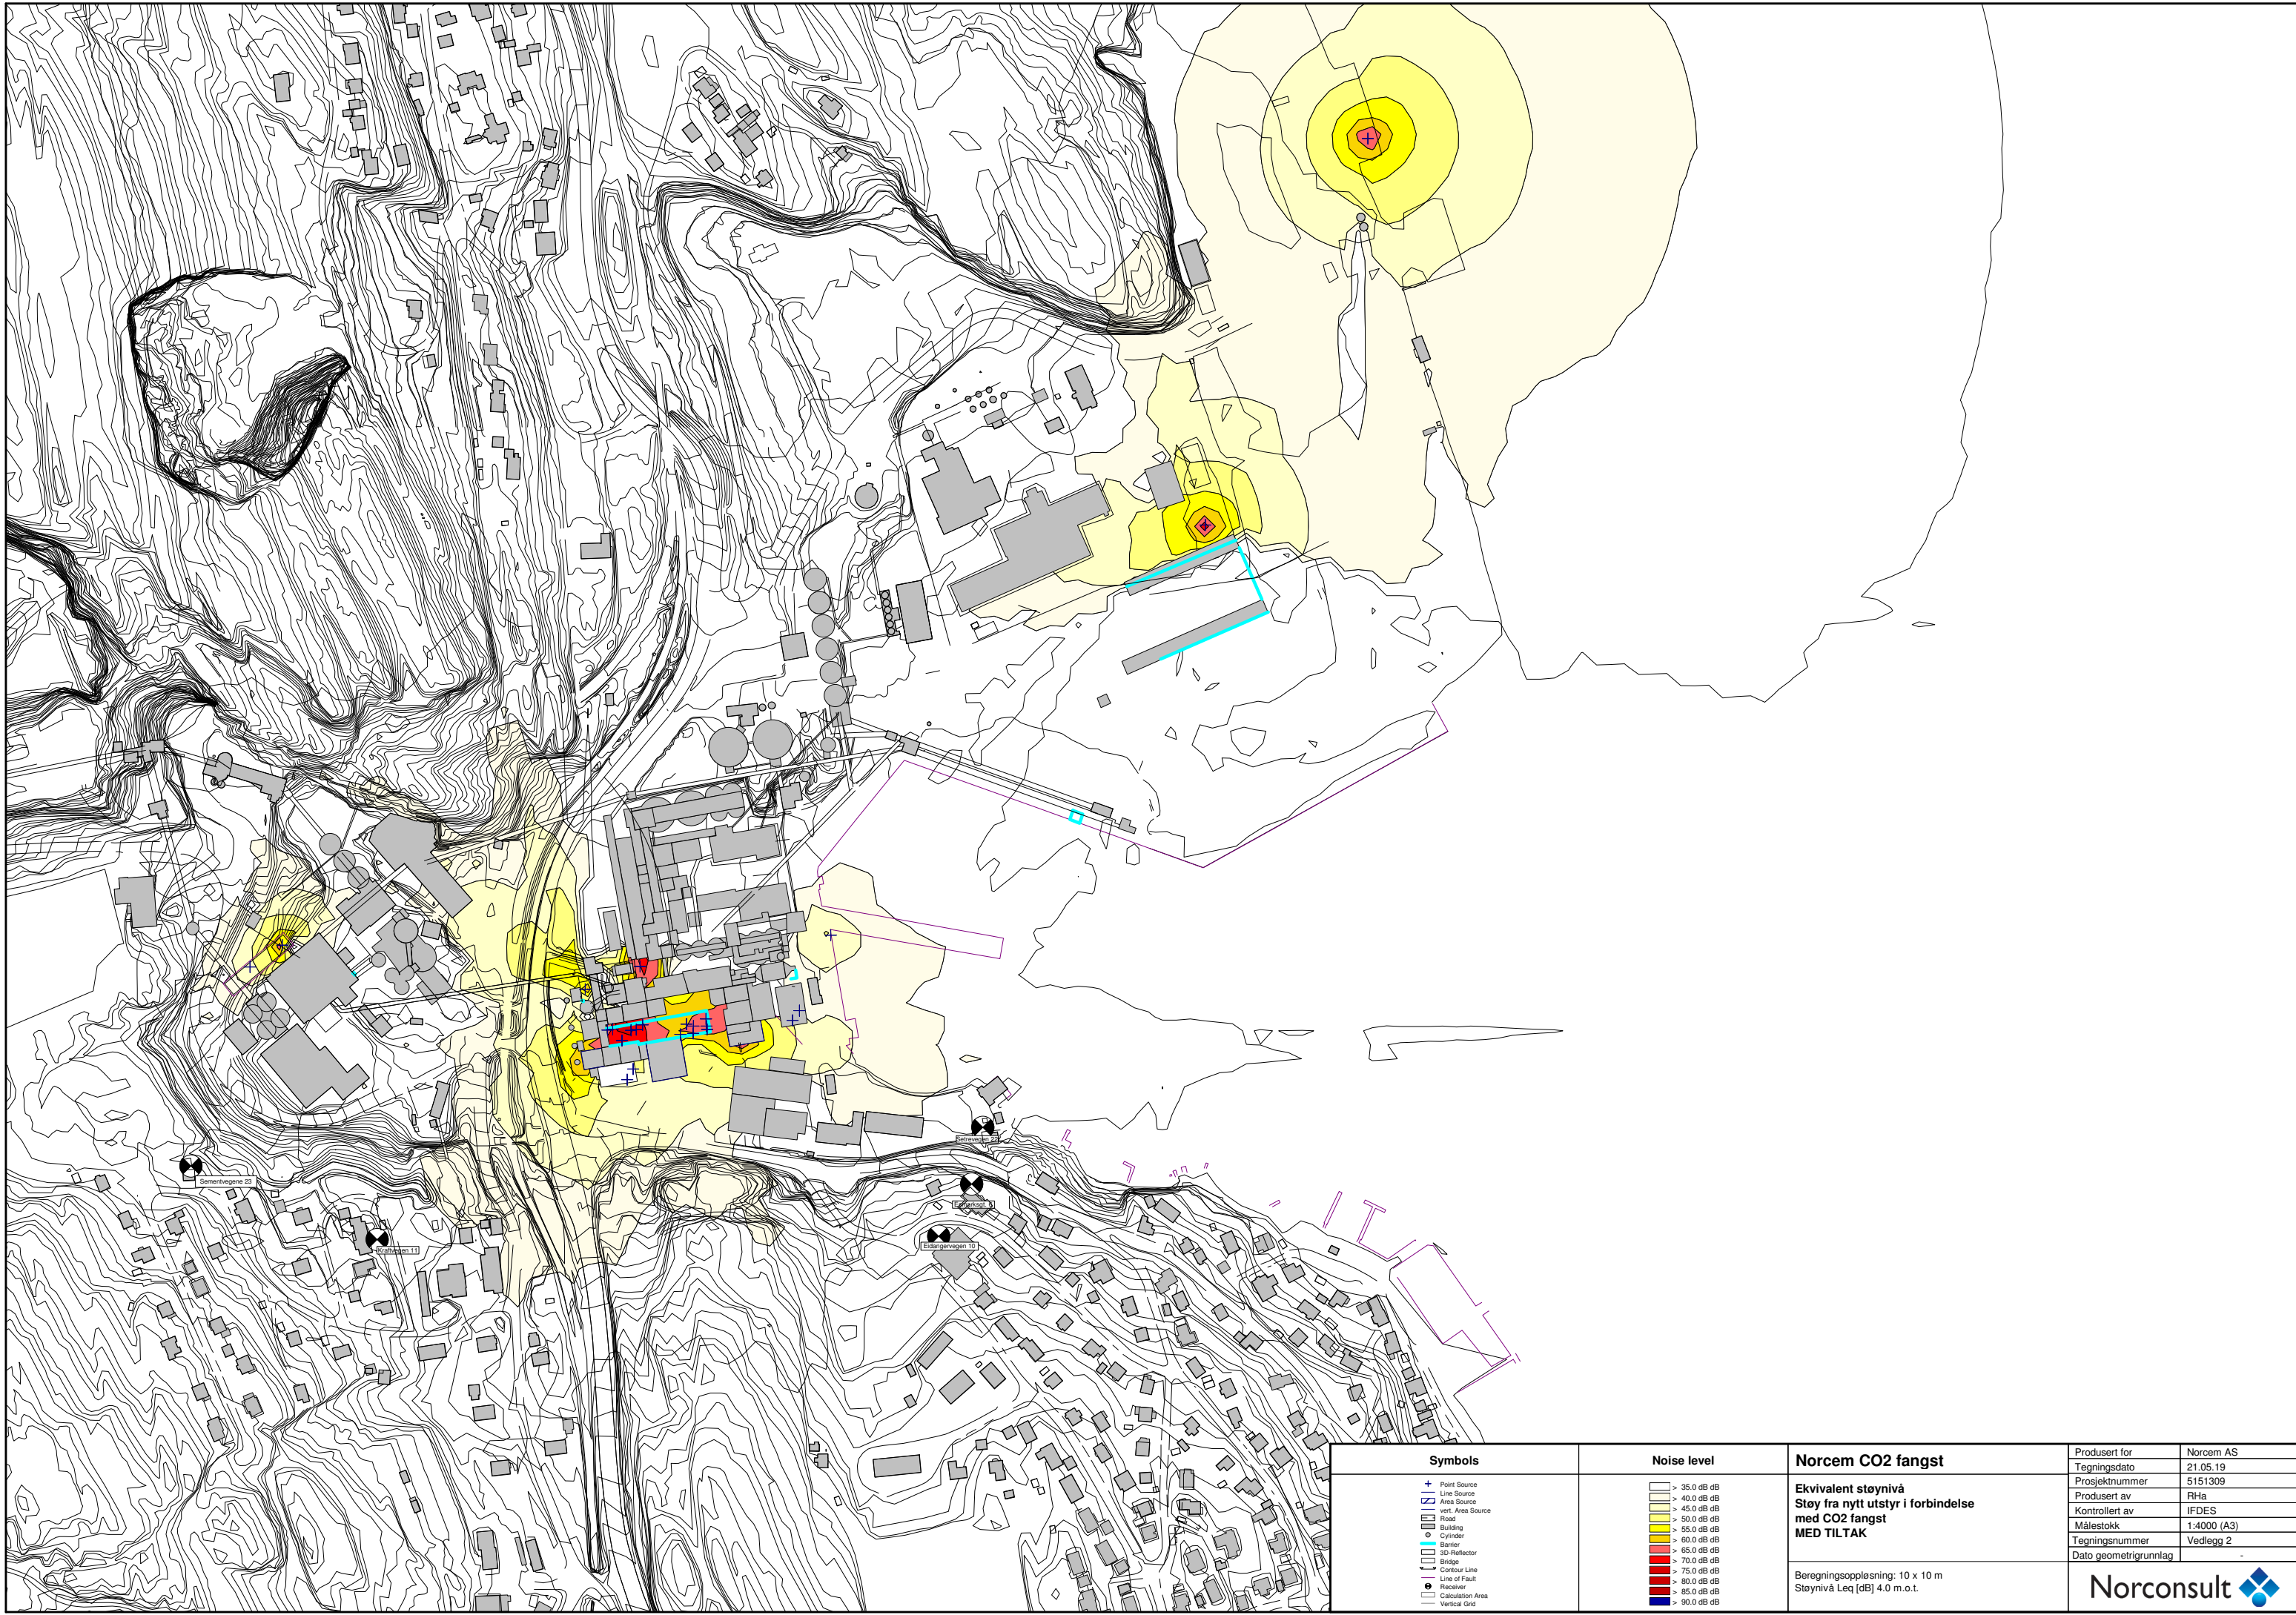 Sementvegene 23
Kraftvegen 11
Setrevegen 22
Eidangervegen 10
Symbols
Point Source
Line Source
Area Source
vert. Area Source
Road
Building
Cylinder
Barrier
3D-Reflector
Bridge
Contour Line
Line of Fault
Receiver
Calculation Area
Vertical Grid
Noise level
> 35.0 dB dB
> 40.0 dB dB
> 45.0 dB dB
> 50.0 dB dB
> 55.0 dB dB
> 60.0 dB dB
> 65.0 dB dB
> 70.0 dB dB
> 75.0 dB dB
> 80.0 dB dB
> 85.0 dB dB
> 90.0 dB dB
Norcem CO2 fangst
Ekvivalent støynivå
Støy fra nytt utstyr i forbindelse
med CO2 fangst
MED TILTAK
Beregningsoppløsning: 10 x 10 m
Støynivå Leq [dB] 4.0 m.o.t.
Produsert for Norcem AS
Tegningsdato 21.05.19
Prosjektnummer 5151309
Produsert av RHa
Kontrollert av IFDES
Målestokk 1:4000 (A3)
Tegningsnummer Vedlegg 2
Dato geometrigrunnlag -
Norconsult